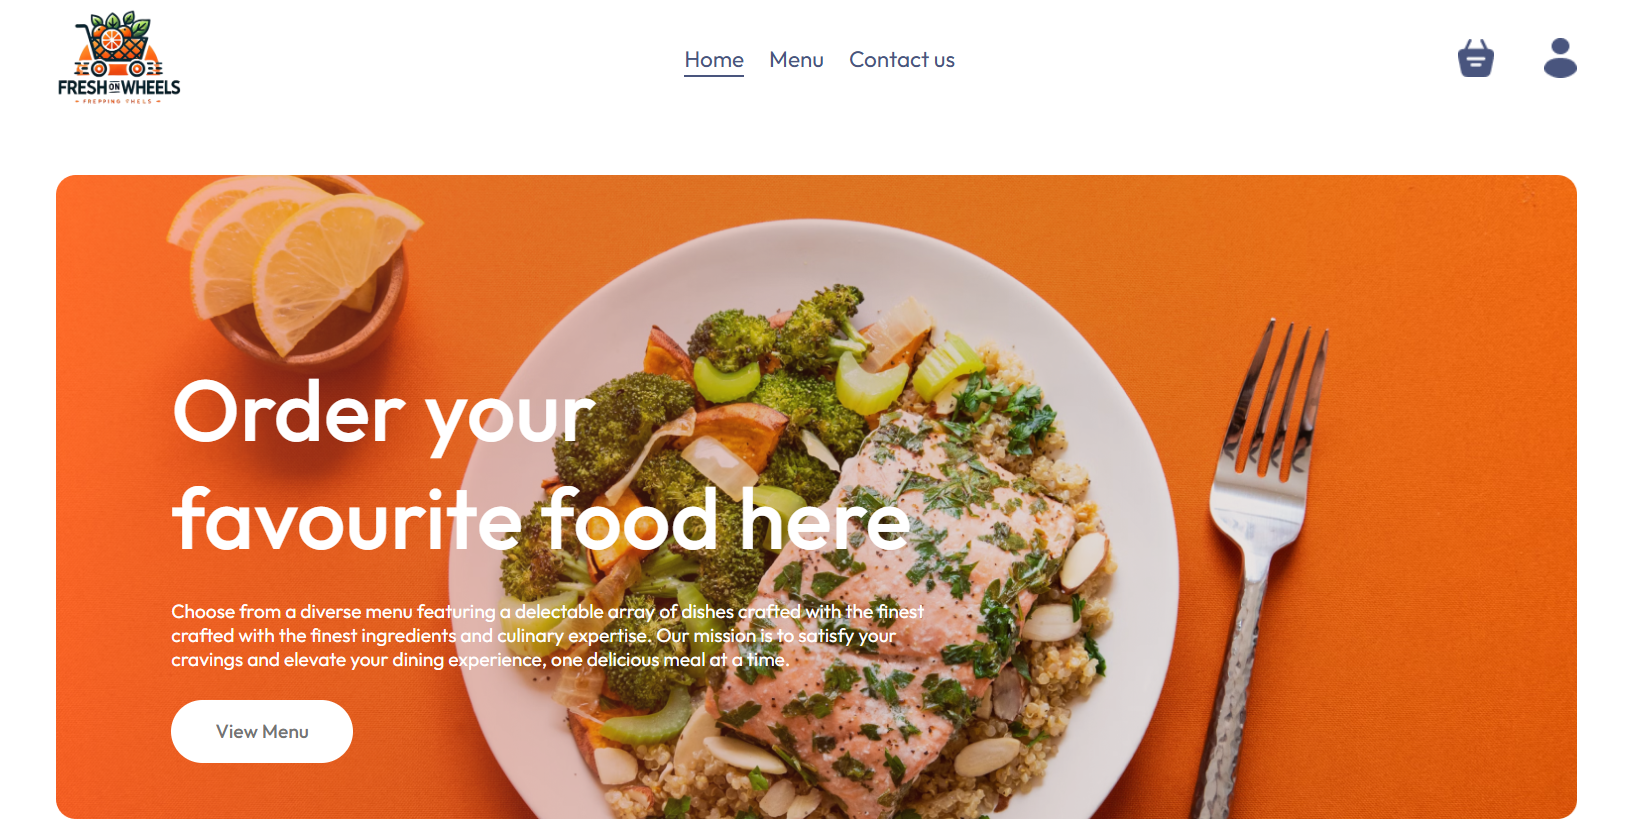 FRESH ON WHEELS
FREPPING THELS
Home Menu Contact us
Order your
favourite food here
Choose from a diverse menu featuring a delectable array of dishes crafted with the finest
crafted with the finest ingredients and culinary expertise. Our mission is to satisfy your
cravings and elevate your dining experience, one delicious meal at a time.
View Menu